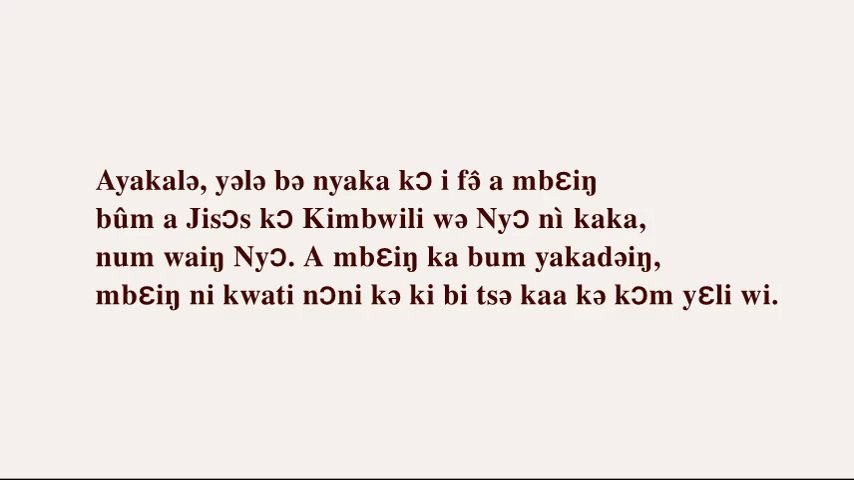 Ayakalə, yələ bə nyaka kɔ i fə̂ a mbɛiŋ
bûm a Jisɔs kɔ Kimbwili wə Nyɔ nì kaka,
num waiŋ Nyɔ. A mbɛiŋ ka bum yakadəiŋ,
mbɛiŋ ni kwati nɔni kə ki bi tsə kaa kə kɔm yɛli wi.